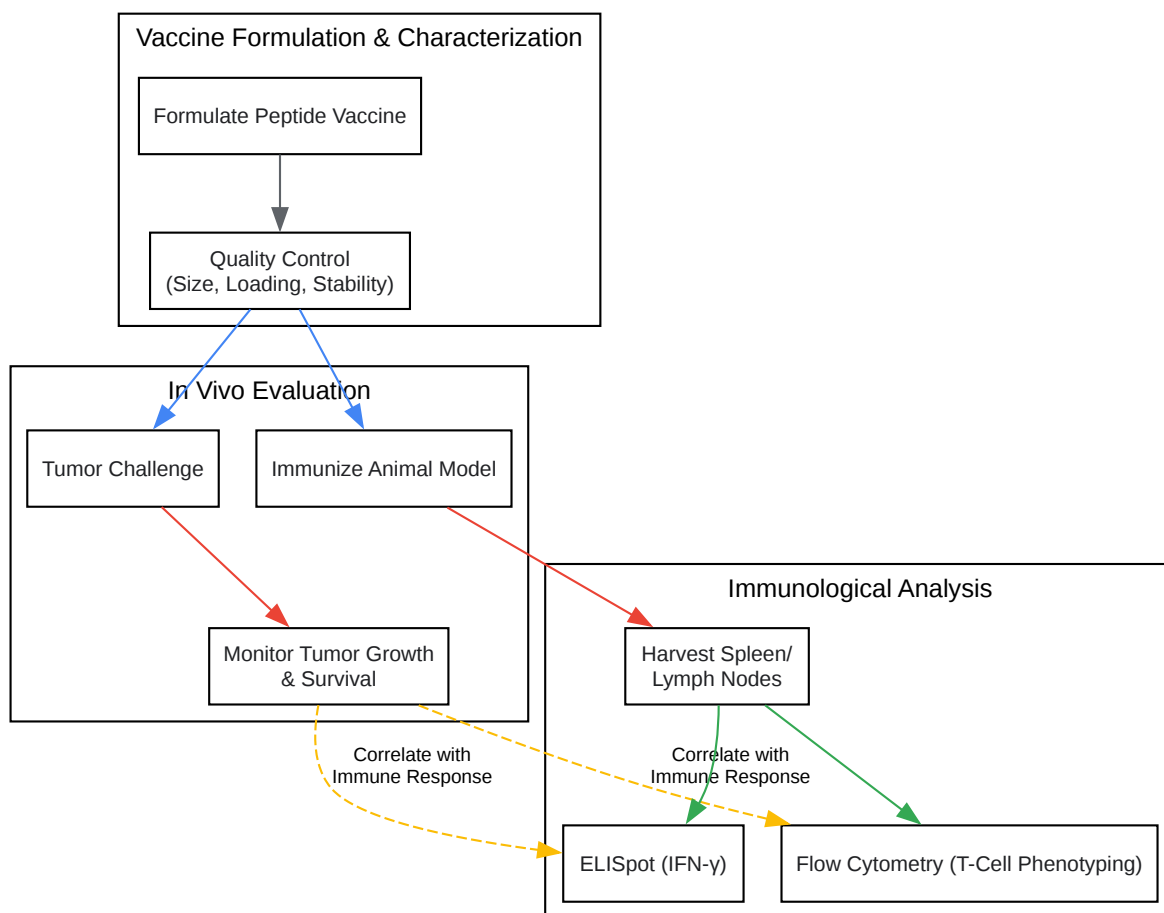 Vaccine Formulation & Characterization
Formulate Peptide Vaccine
Quality Control
(Size, Loading, Stability)
In Vivo Evaluation
Tumor Challenge
Immunize Animal Model
Immunological Analysis
Monitor Tumor Growth
& Survival
Harvest Spleen/
Lymph Nodes
Correlate with
Immune Response
Correlate with
Immune Response
ELISpot (IFN-γ)
Flow Cytometry (T-Cell Phenotyping)